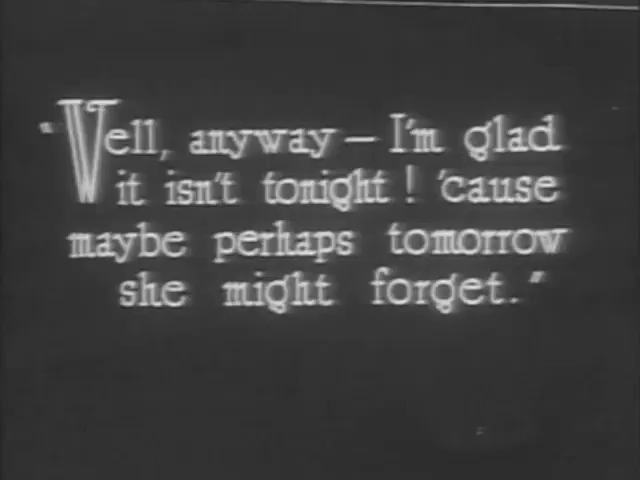 "Well, anyway — I'm glad
it isn't tonight! 'cause
maybe perhaps tomorrow
she might forget."